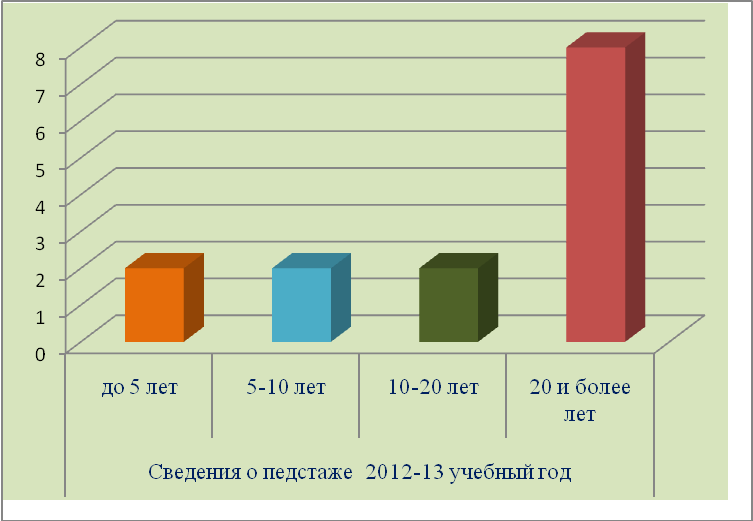 8
7
6
5
4
3
2
1
0
до 5 лет
5-10 лет
10-20 лет
20 и более
лет
Сведения о педстаже 2012-13 учебный год